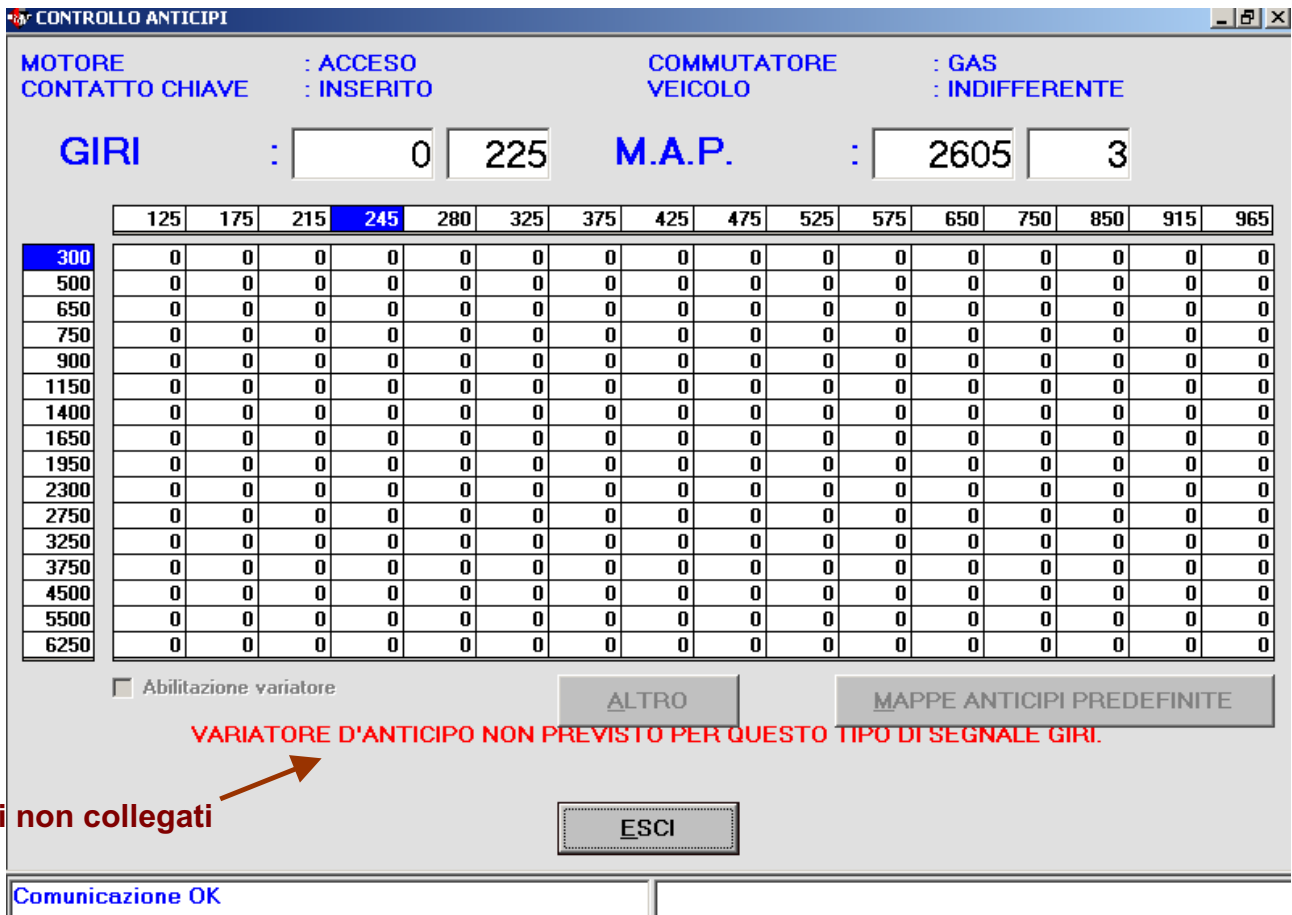 CONTROLLO ANTICIPI
MOTORE : ACCESO COMMUTATORE : GAS
CONTATTO CHIAVE : INSERITO VEICOLO : INDIFFERENTE
GIRI : 0 225 M.A.P. : 2605 3
125 175 215 245 280 325 375 425 475 525 575 650 750 850 915 965
300 0 0 0 0 0 0 0 0 0 0 0 0 0 0 0 0
500 0 0 0 0 0 0 0 0 0 0 0 0 0 0 0 0
650 0 0 0 0 0 0 0 0 0 0 0 0 0 0 0 0
750 0 0 0 0 0 0 0 0 0 0 0 0 0 0 0 0
900 0 0 0 0 0 0 0 0 0 0 0 0 0 0 0 0
1150 0 0 0 0 0 0 0 0 0 0 0 0 0 0 0 0
1400 0 0 0 0 0 0 0 0 0 0 0 0 0 0 0 0
1650 0 0 0 0 0 0 0 0 0 0 0 0 0 0 0 0
1950 0 0 0 0 0 0 0 0 0 0 0 0 0 0 0 0
2300 0 0 0 0 0 0 0 0 0 0 0 0 0 0 0 0
2750 0 0 0 0 0 0 0 0 0 0 0 0 0 0 0 0
3250 0 0 0 0 0 0 0 0 0 0 0 0 0 0 0 0
3750 0 0 0 0 0 0 0 0 0 0 0 0 0 0 0 0
4500 0 0 0 0 0 0 0 0 0 0 0 0 0 0 0 0
5500 0 0 0 0 0 0 0 0 0 0 0 0 0 0 0 0
6250 0 0 0 0 0 0 0 0 0 0 0 0 0 0 0 0
Abilitazione variatore ALTRO MAPPE ANTICIPI PREDEFINITE
VARIATORE D'ANTICIPO NON PREVISTO PER QUESTO TIPO DI SEGNALE GIRI.
i non collegati
ESCI
Comunicazione OK